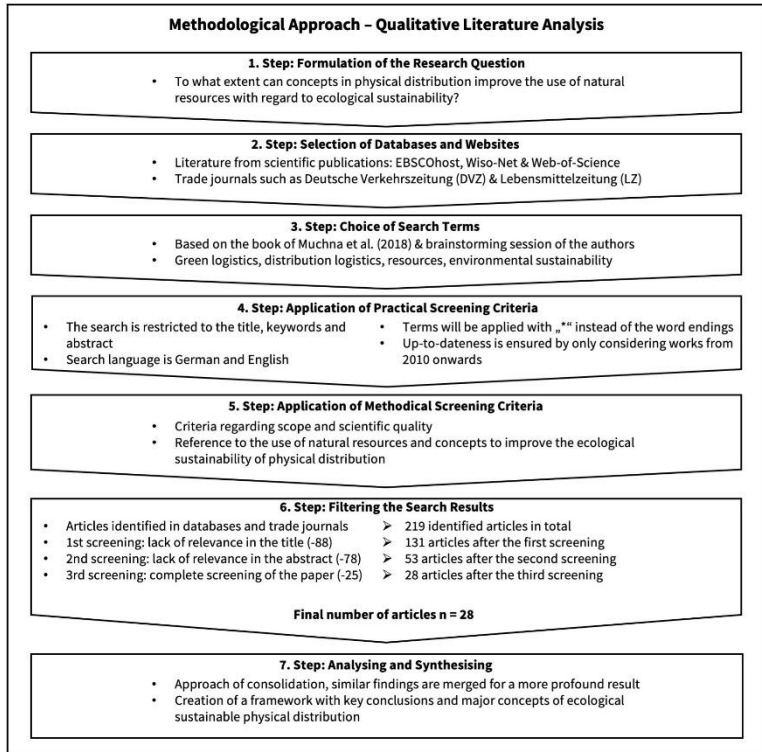 Methodological Approach – Qualitative Literature Analysis
1. Step: Formulation of the Research Question
• To what extent can concepts in physical distribution improve the use of natural
resources with regard to ecological sustainability?
2. Step: Selection of Databases and Websites
• Literature from scientific publications: EBSCOhost, Wiso-Net & Web-of-Science
• Trade journals such as Deutsche Verkehrszeitung (DVZ) & Lebensmittelzeitung (LZ)
3. Step: Choice of Search Terms
• Based on the book of Muchna et al. (2018) & brainstorming session of the authors
• Green logistics, distribution logistics, resources, environmental sustainability
4. Step: Application of Practical Screening Criteria
• The search is restricted to the title, keywords and
abstract
• Search language is German and English
• Terms will be applied with „*“ instead of the word endings
• Up-to-dateness is ensured by only considering works from
2010 onwards
5. Step: Application of Methodical Screening Criteria
• Criteria regarding scope and scientific quality
• Reference to the use of natural resources and concepts to improve the ecological
sustainability of physical distribution
6. Step: Filtering the Search Results
• Articles identified in databases and trade journals
• 1st screening: lack of relevance in the title (-88)
• 2nd screening: lack of relevance in the abstract (-78)
• 3rd screening: complete screening of the paper (-25)
➢ 219 identified articles in total
➢ 131 articles after the first screening
➢ 53 articles after the second screening
➢ 28 articles after the third screening
Final number of articles n = 28
7. Step: Analysing and Synthesising
• Approach of consolidation, similar findings are merged for a more profound result
• Creation of a framework with key conclusions and major concepts of ecological
sustainable physical distribution